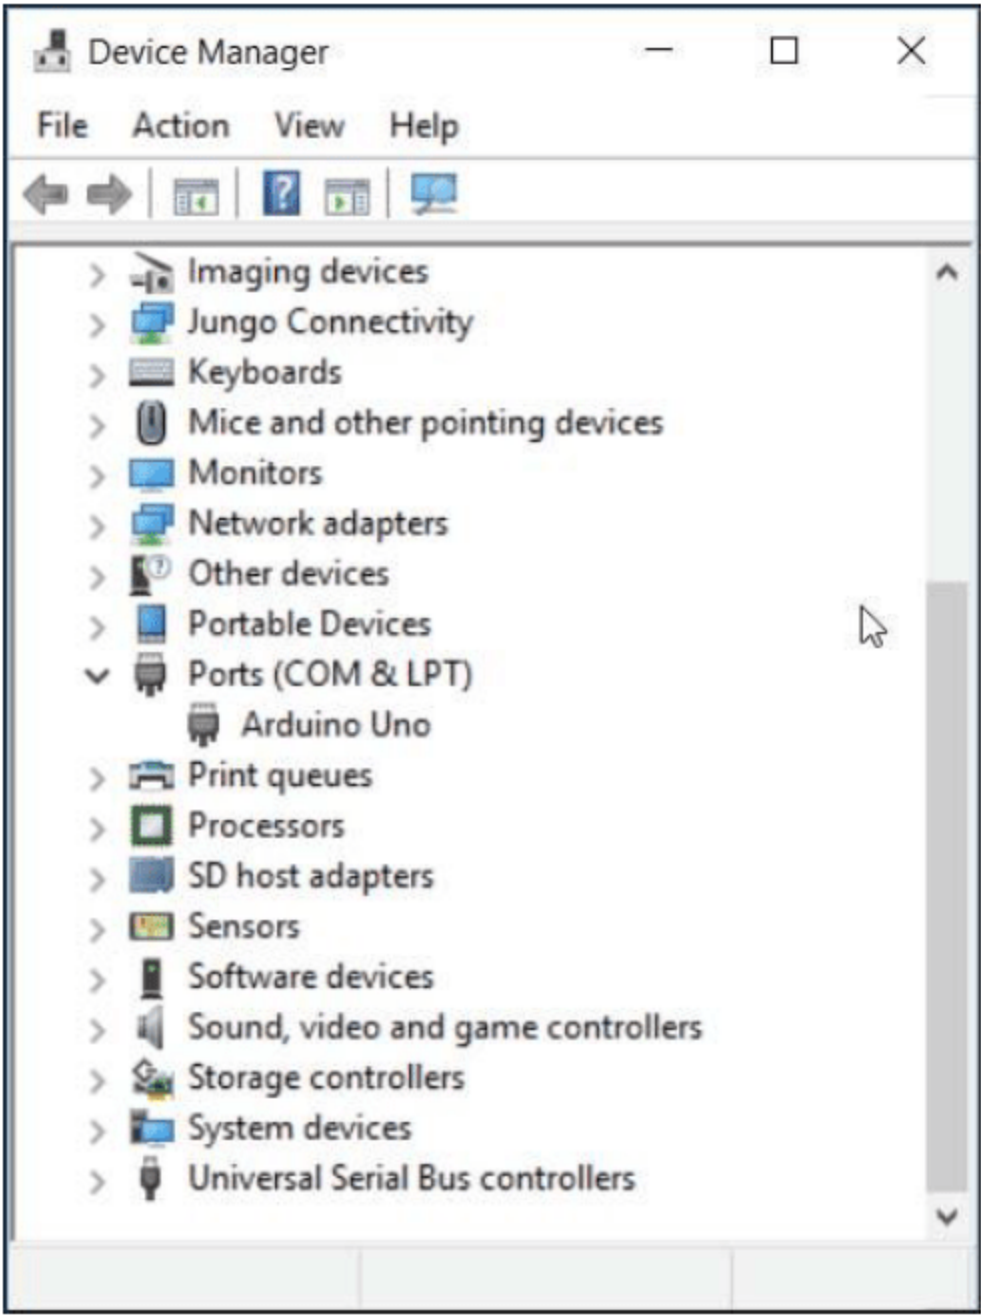 Device Manager
File Action View Help
Imaging devices
Jungo Connectivity
Keyboards
Mice and other pointing devices
Monitors
Network adapters
Other devices
Portable Devices
Ports (COM & LPT)
Arduino Uno
Print queues
Processors
SD host adapters
Sensors
Software devices
Sound, video and game controllers
Storage controllers
System devices
Universal Serial Bus controllers